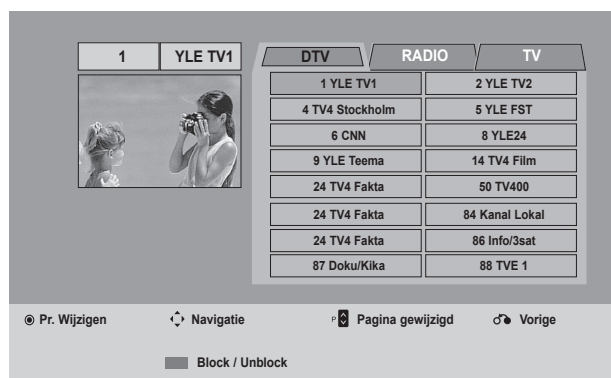 1 YLE TV1
DTV RADIO TV
1 YLE TV1 2 YLE TV2
4 TV4 Stockholm 5 YLE FST
6 CNN 8 YLE24
9 YLE Teema 14 TV4 Film
24 TV4 Fakta 50 TV400
24 TV4 Fakta 84 Kanal Lokal
24 TV4 Fakta 86 Info/3sat
87 Doku/Kika 88 TVE 1
Pr. Wijzigen Navigatie P Pagina gewijzigd Vorige
Block / Unblock